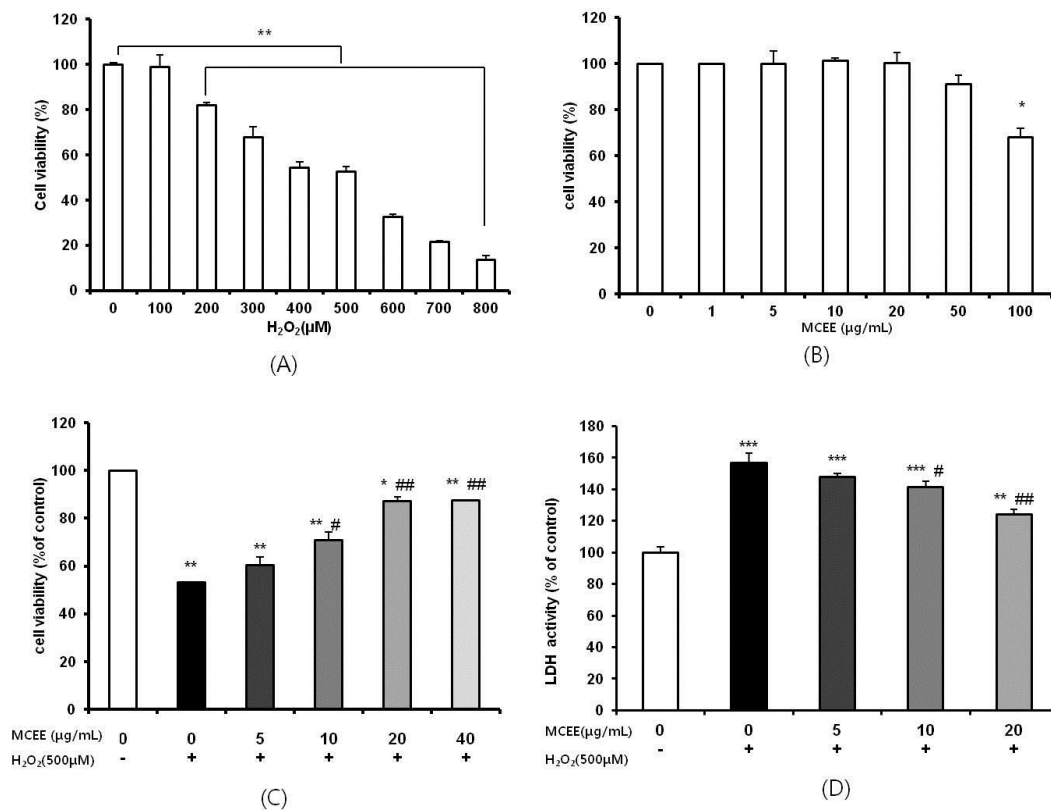 120
100
80
60
40
20
0
Cell viability (%)
**
0 100 200 300 400 500 600 700 800
H₂O₂(μM)
(A)
120
100
80
60
40
20
0
cell viability (%)
*
0 1 5 10 20 50 100
MCEE (μg/mL)
(B)
120
100
80
60
40
20
0
cell viability (%of control)
** ** ** # * ## ** ##
MCEE (μg/mL) 0 0 5 10 20 40
H₂O₂(500μM) - + + + + +
(C)
180
160
140
120
100
80
60
40
20
0
LDH activity (% of control)
*** *** *** # ** ##
MCEE(μg/mL) 0 0 5 10 20
H₂O₂(500μM) - + + + +
(D)